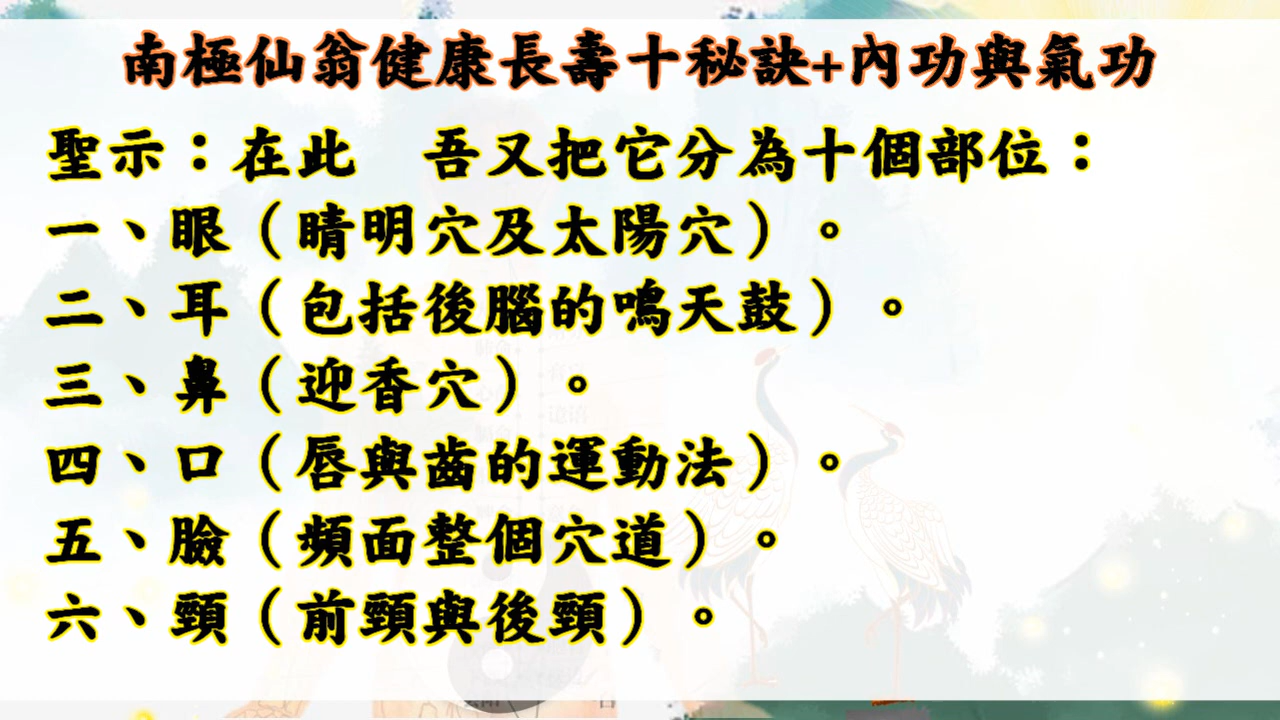 南極仙翁健康長壽十秘訣+內功與氣功
聖示：在此　吾又把它分為十個部位：
一、眼（睛明穴及太陽穴）。
二、耳（包括後腦的鳴天鼓）。
三、鼻（迎香穴）。
四、口（唇與齒的運動法）。
五、臉（頻面整個穴道）。
六、頸（前頸與後頸）。